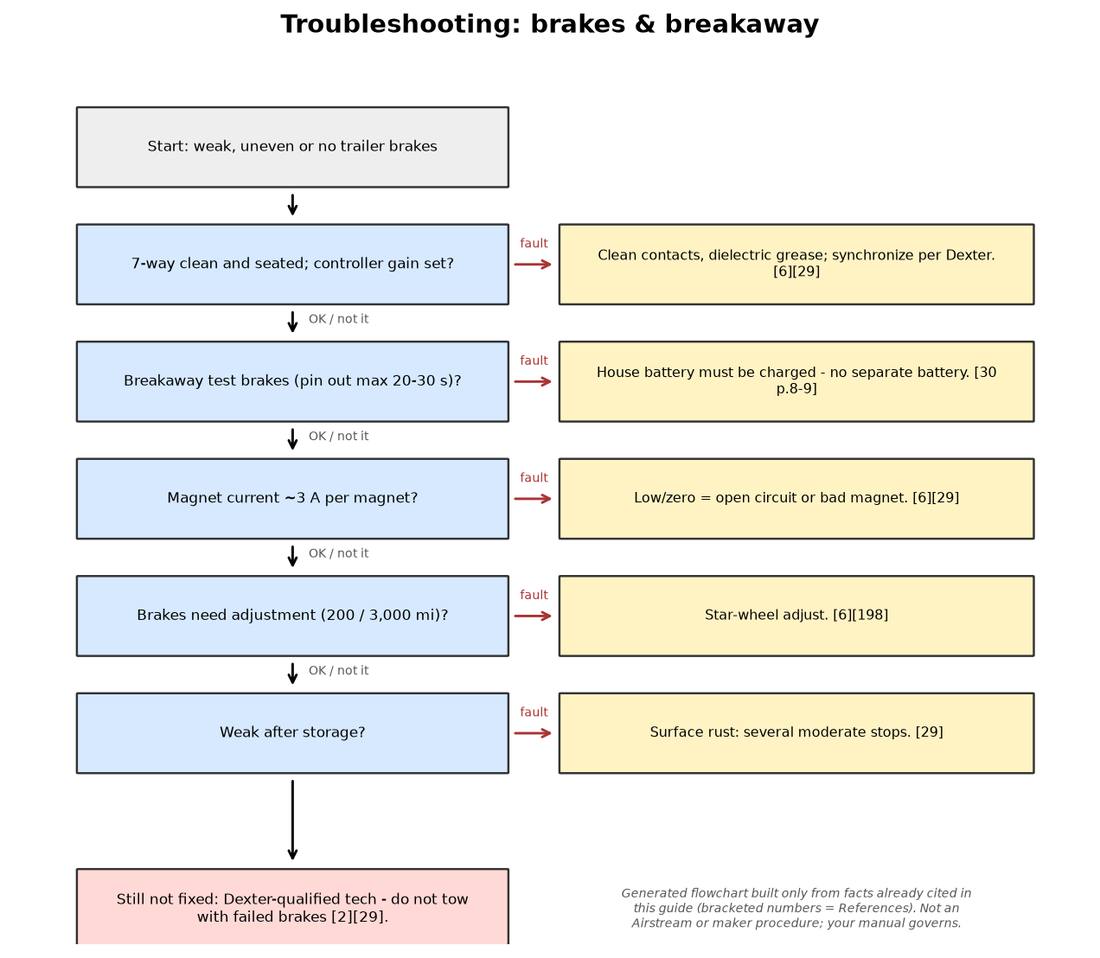 Troubleshooting: brakes & breakaway
Start: weak, uneven or no trailer brakes
7-way clean and seated; controller gain set?
fault
Clean contacts, dielectric grease; synchronize per Dexter.
[6][29]
OK / not it
Breakaway test brakes (pin out max 20-30 s)?
fault
House battery must be charged - no separate battery. [30
p.8-9]
OK / not it
Magnet current ~3 A per magnet?
fault
Low/zero = open circuit or bad magnet. [6][29]
OK / not it
Brakes need adjustment (200 / 3,000 mi)?
fault
Star-wheel adjust. [6][198]
OK / not it
Weak after storage?
fault
Surface rust: several moderate stops. [29]
Still not fixed: Dexter-qualified tech - do not tow
with failed brakes [2][29].
Generated flowchart built only from facts already cited in
this guide (bracketed numbers = References). Not an
Airstream or maker procedure; your manual governs.